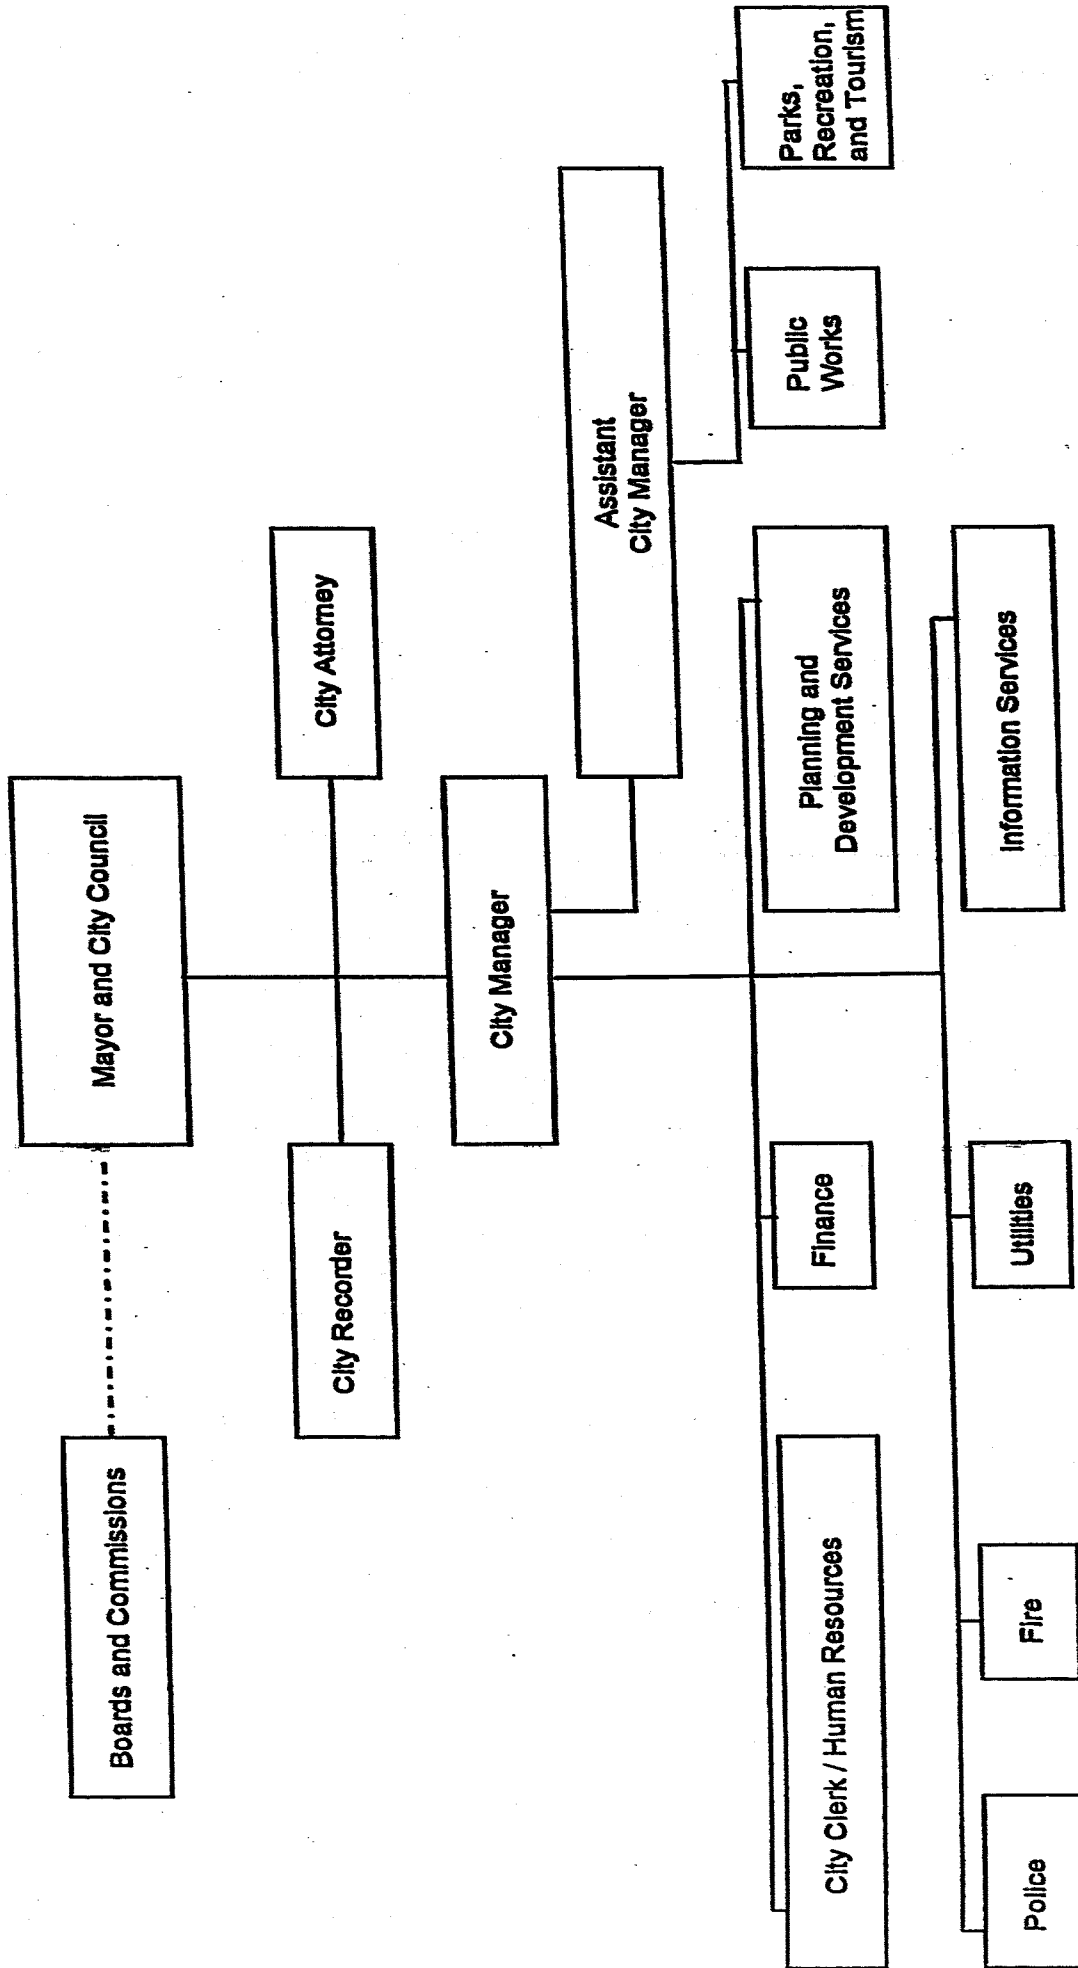 Mayor and City Council
Boards and Commissions
City Recorder
City Attorney
City Manager
Assistant
City Manager
City Clerk / Human Resources
Finance
Planning and
Development Services
Public
Works
Parks,
Recreation,
and Tourism
Police
Fire
Utilities
Information Services